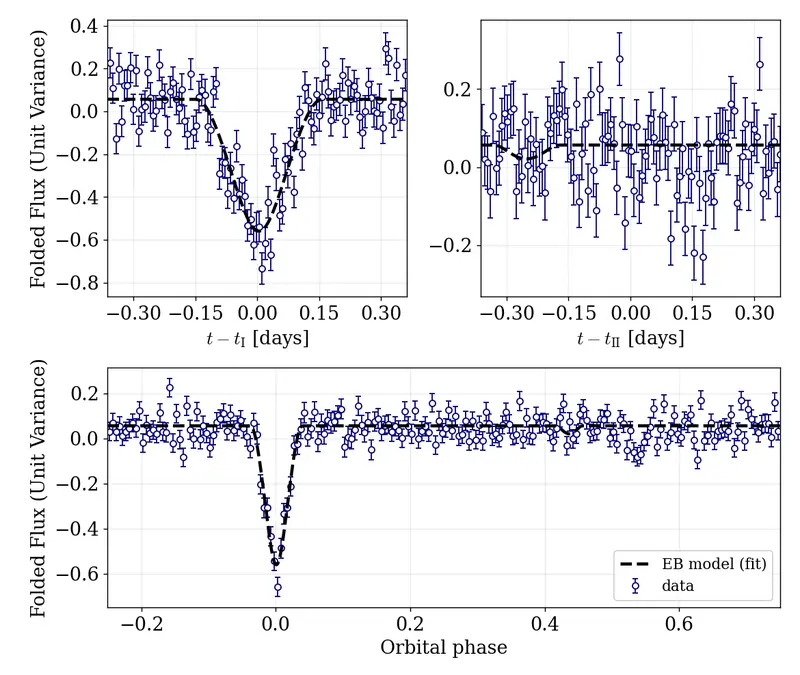 Folded Flux (Unit Variance)
0.4
0.2
0.0
−0.2
−0.4
−0.6
−0.8
−0.30 −0.15 0.00 0.15 0.30
t − t_I [days]
0.2
0.0
−0.2
−0.30 −0.15 0.00 0.15 0.30
t − t_II [days]
Folded Flux (Unit Variance)
0.2
0.0
−0.2
−0.4
−0.6
−0.2 0.0 0.2 0.4 0.6
Orbital phase
EB model (fit)
data